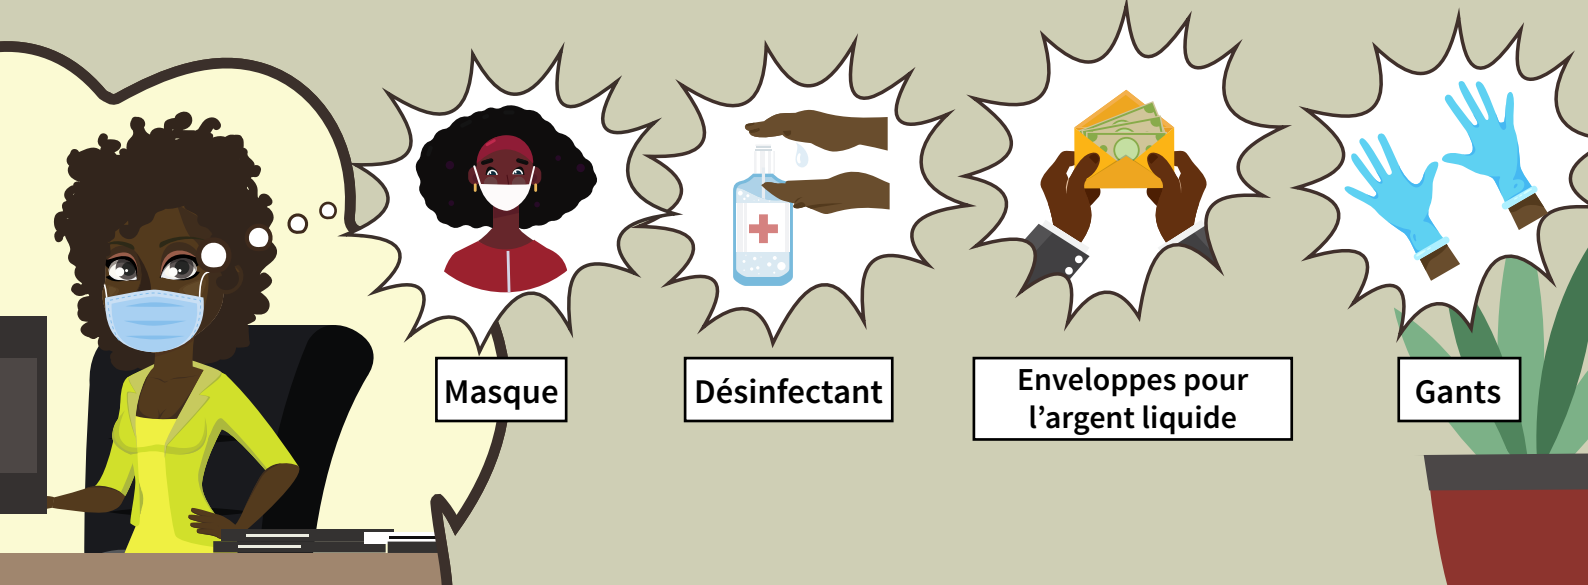 Masque
Désinfectant
Enveloppes pour
l’argent liquide
Gants